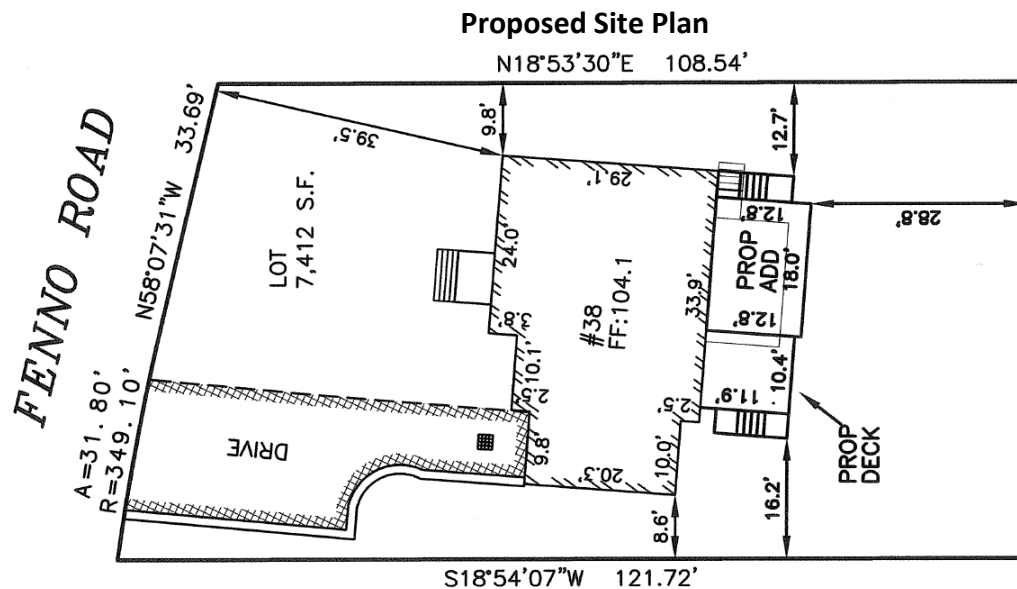 Proposed Site Plan
N18°53'30"E 108.54'
FENNO ROAD
N58°07'31"W 33.69'
A=31.80'
R=349.10'
39.5'
9.8'
12.7'
LOT
7,412 S.F.
29.1'
24.0'
3.8'
#38
FF:104.1
33.9'
12.8'
PROP
ADD
18.0'
12.8'
28.8'
2.5'
10.1'
2.5'
11.9'
10.4'
DRIVE
9.8'
20.3'
10.0'
8.6'
16.2'
PROP
DECK
S18°54'07"W 121.72'